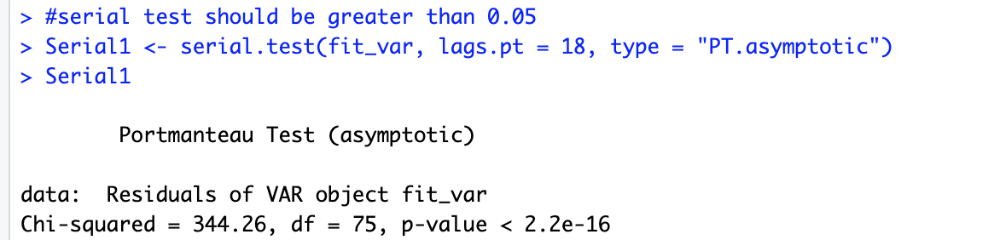 > #serial test should be greater than 0.05
> Serial1 <- serial.test(fit_var, lags.pt = 18, type = "PT.asymptotic")
> Serial1
Portmanteau Test (asymptotic)
data:  Residuals of VAR object fit_var
Chi-squared = 344.26, df = 75, p-value < 2.2e-16